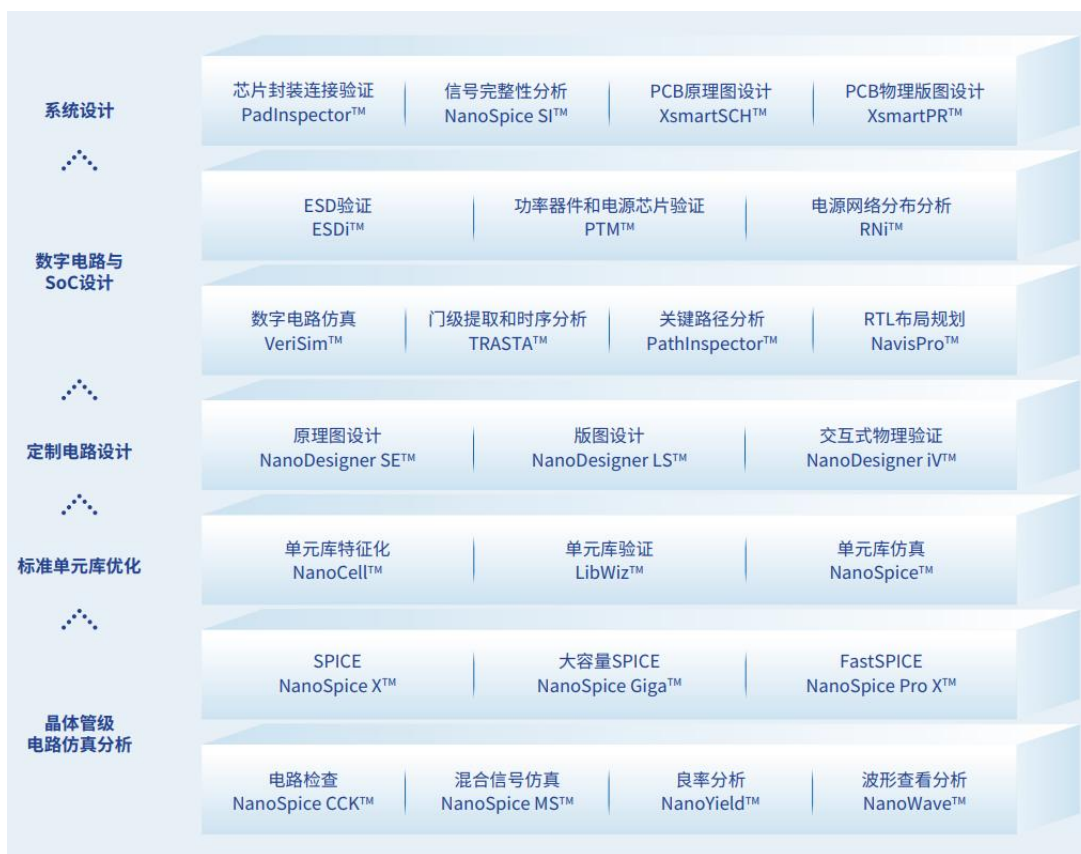 系统设计
芯片封装连接验证
PadInspector™
信号完整性分析
NanoSpice SI™
PCB原理图设计
XsmartSCH™
PCB物理版图设计
XsmartPR™
数字电路与
SoC设计
ESD验证
ESDi™
功率器件和电源芯片验证
PTM™
电源网络分布分析
RNi™
数字电路仿真
VeriSim™
门级提取和时序分析
TRASTA™
关键路径分析
PathInspector™
RTL布局规划
NavisPro™
定制电路设计
原理图设计
NanoDesigner SE™
版图设计
NanoDesigner LS™
交互式物理验证
NanoDesigner iV™
标准单元库优化
单元库特征化
NanoCell™
单元库验证
LibWiz™
单元库仿真
NanoSpice™
晶体管级
电路仿真分析
SPICE
NanoSpice X™
大容量SPICE
NanoSpice Giga™
FastSPICE
NanoSpice Pro X™
电路检查
NanoSpice CCK™
混合信号仿真
NanoSpice MS™
良率分析
NanoYield™
波形查看分析
NanoWave™